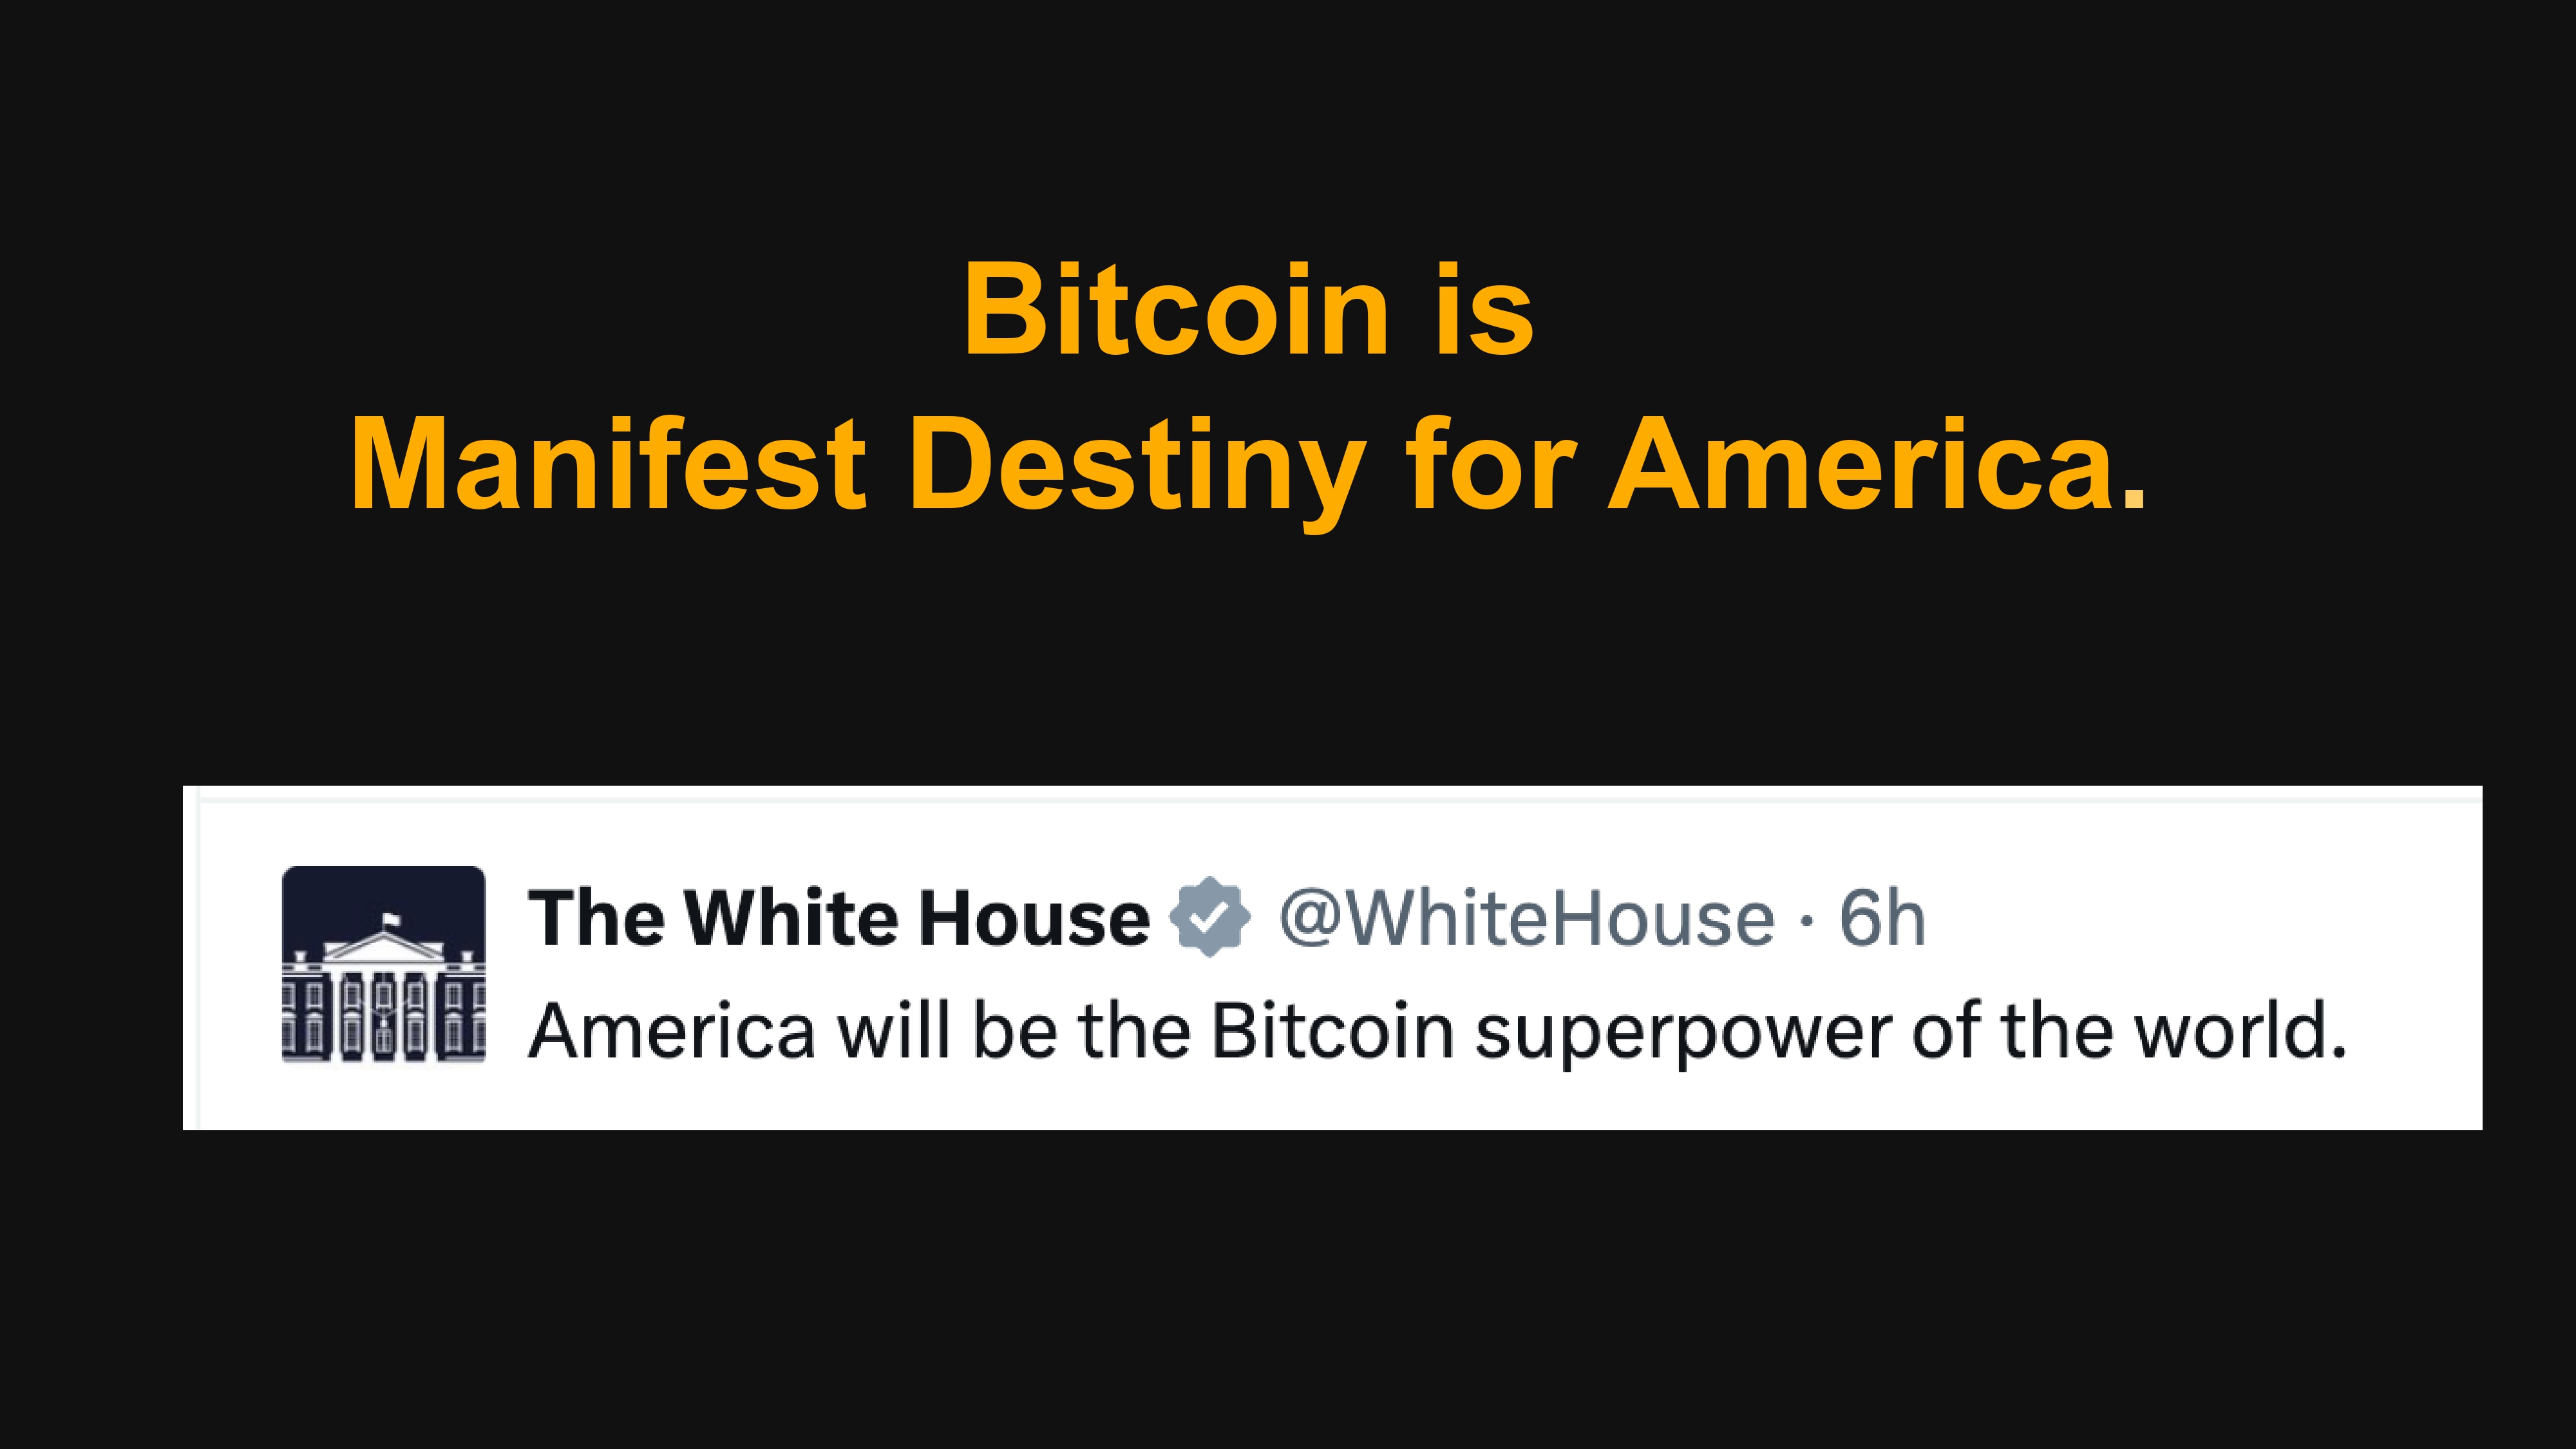 Bitcoin is
Manifest Destiny for America.
The White House @WhiteHouse · 6h
America will be the Bitcoin superpower of the world.